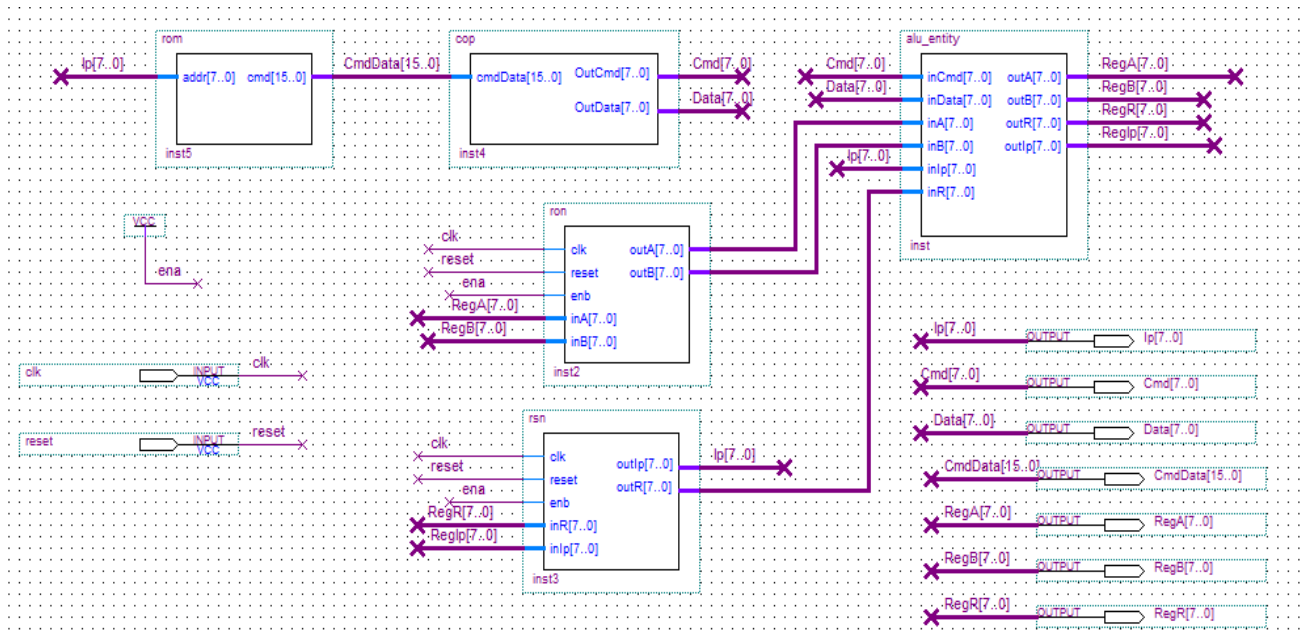 rom
Ip[7..0]
addr[7..0] cmd[15..0]
inst5
CmdData[15..0]
cop
cmdData[15..0]
OutCmd[7..0]
OutData[7..0]
inst4
Cmd[7..0]
Data[7..0]
alu_entity
Cmd[7..0]
Data[7..0]
Ip[7..0]
inCmd[7..0] outA[7..0]
inData[7..0] outB[7..0]
inA[7..0] outR[7..0]
inB[7..0] outIp[7..0]
inIp[7..0]
inR[7..0]
inst
RegA[7..0]
RegB[7..0]
RegR[7..0]
RegIp[7..0]
VCC
ena
ron
clk
reset
ena
RegA[7..0]
RegB[7..0]
clk outA[7..0]
reset outB[7..0]
enb
inA[7..0]
inB[7..0]
inst2
clk INPUT VCC clk
reset INPUT VCC reset
rsn
clk
reset
ena
RegR[7..0]
RegIp[7..0]
clk outIp[7..0]
reset outR[7..0]
enb
inR[7..0]
inIp[7..0]
inst3
Ip[7..0]
Ip[7..0] OUTPUT Ip[7..0]
Cmd[7..0] OUTPUT Cmd[7..0]
Data[7..0] OUTPUT Data[7..0]
CmdData[15..0] OUTPUT CmdData[15..0]
RegA[7..0] OUTPUT RegA[7..0]
RegB[7..0] OUTPUT RegB[7..0]
RegR[7..0] OUTPUT RegR[7..0]